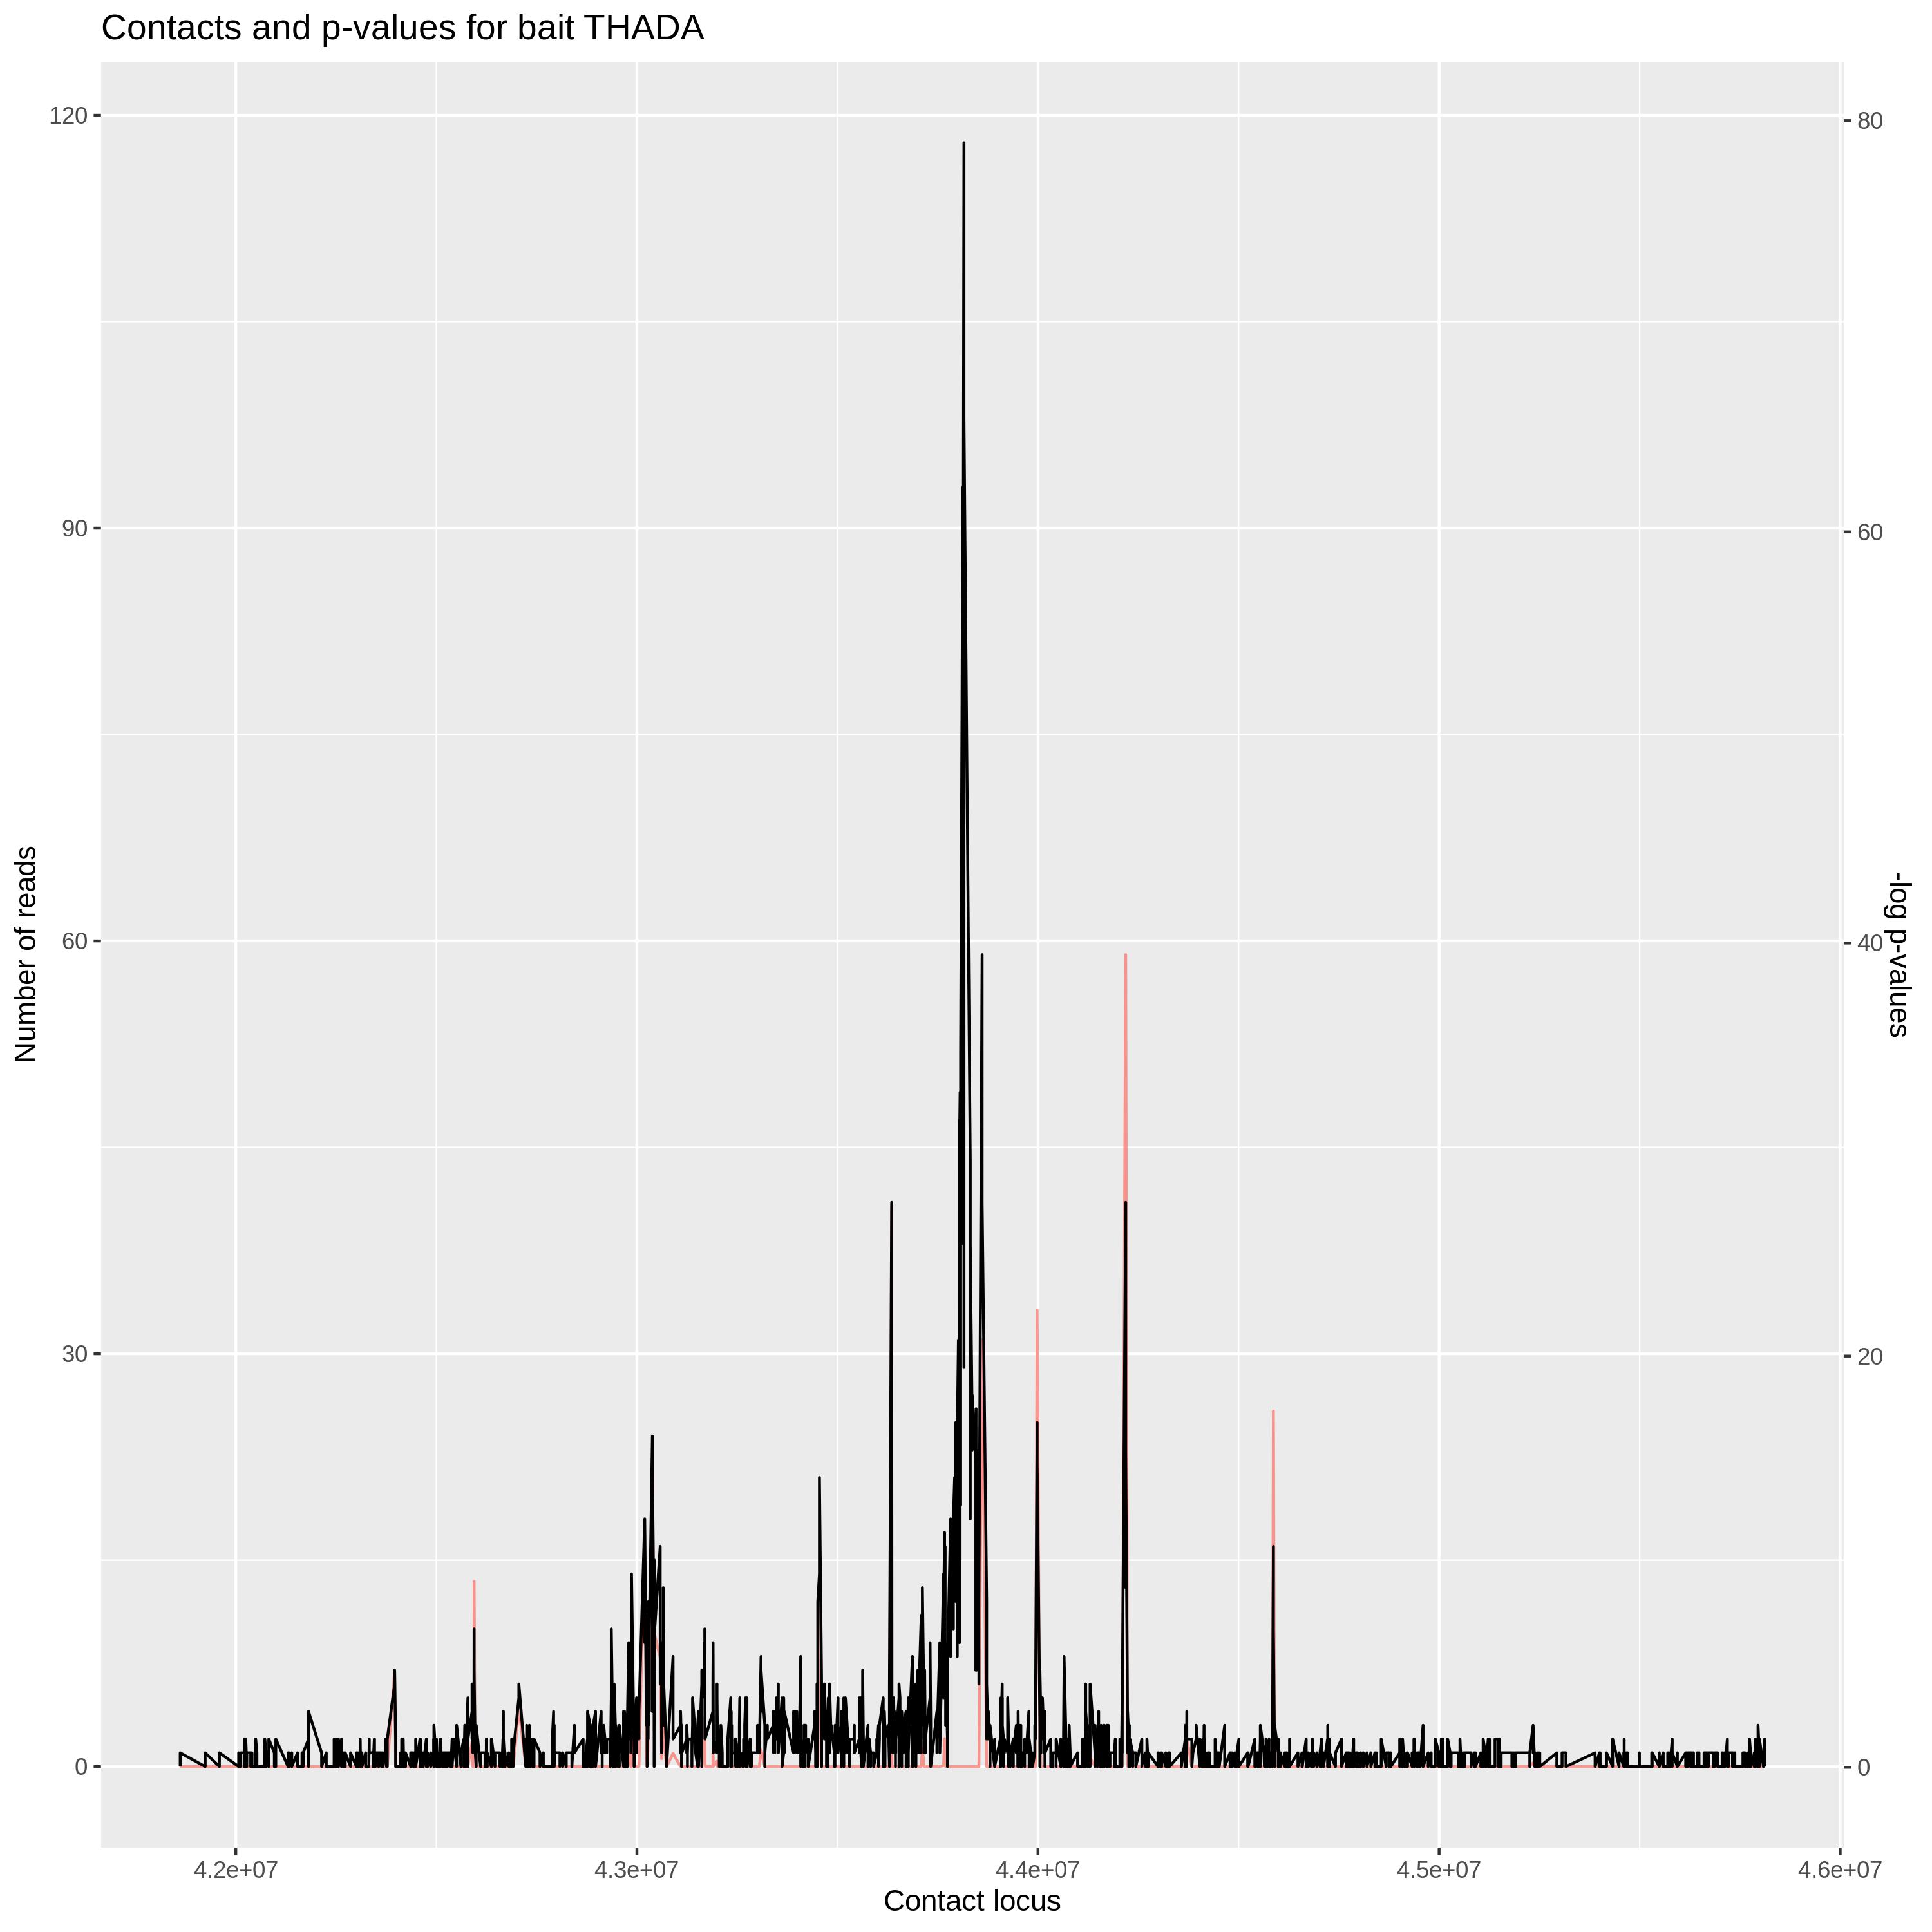 Contacts and p-values for bait THADA
120
90
60
30
0
80
60
40
20
0
Number of reads
-log p-values
4.2e+07
4.3e+07
4.4e+07
4.5e+07
4.6e+07
Contact locus